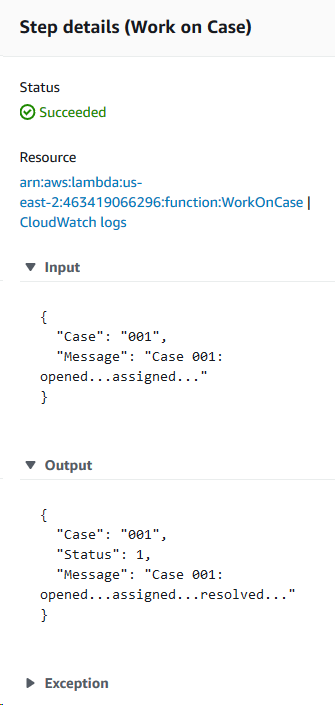 Step details (Work on Case)
Status
Succeeded
Resource
arn:aws:lambda:us-
east-2:463419066296:function:WorkOnCase |
CloudWatch logs
Input
{
"Case": "001",
"Message": "Case 001:
opened...assigned..."
}
Output
{
"Case": "001",
"Status": 1,
"Message": "Case 001:
opened...assigned...resolved..."
}
Exception